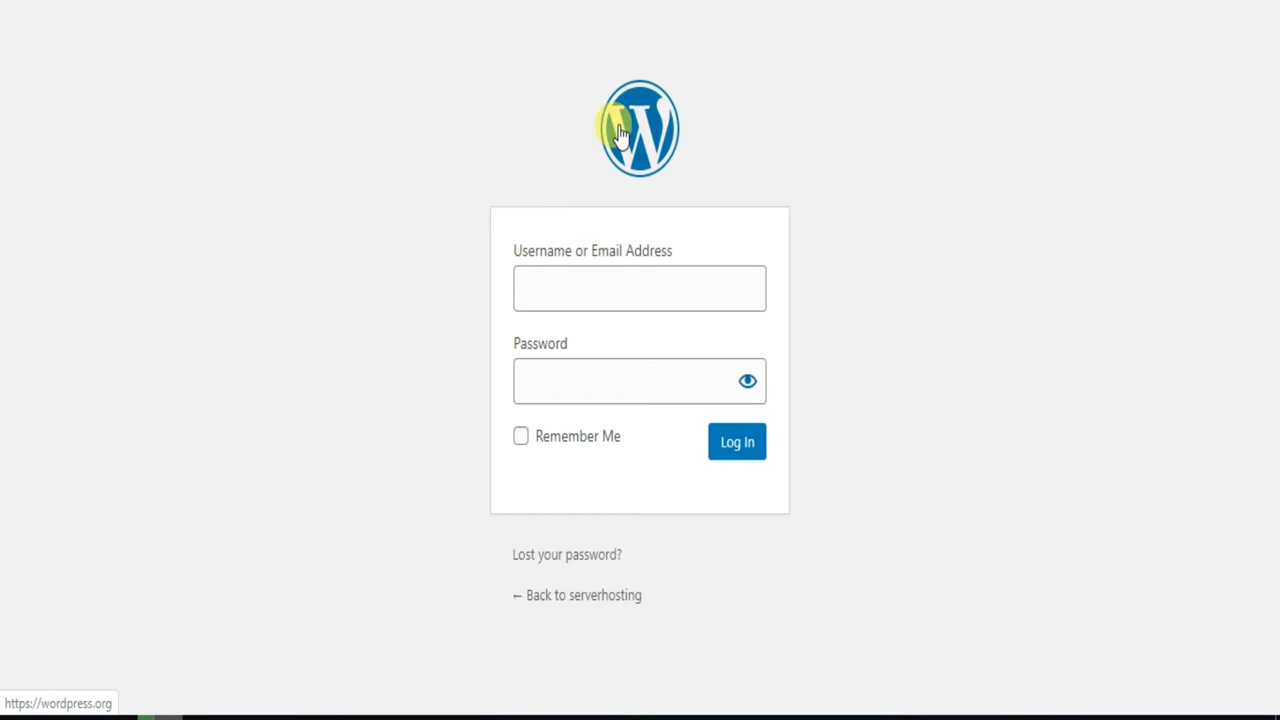 Username or Email Address
Password
Remember Me
Log In
Lost your password?
← Back to serverhosting
https://wordpress.org